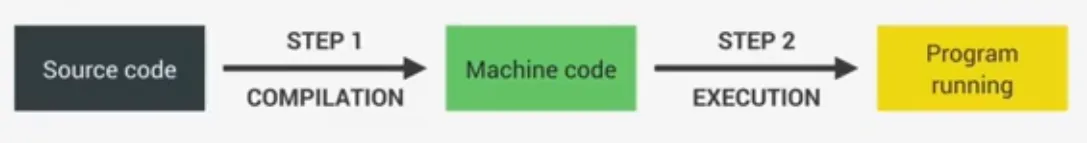 Source code
STEP 1
COMPILATION
Machine code
STEP 2
EXECUTION
Program
running